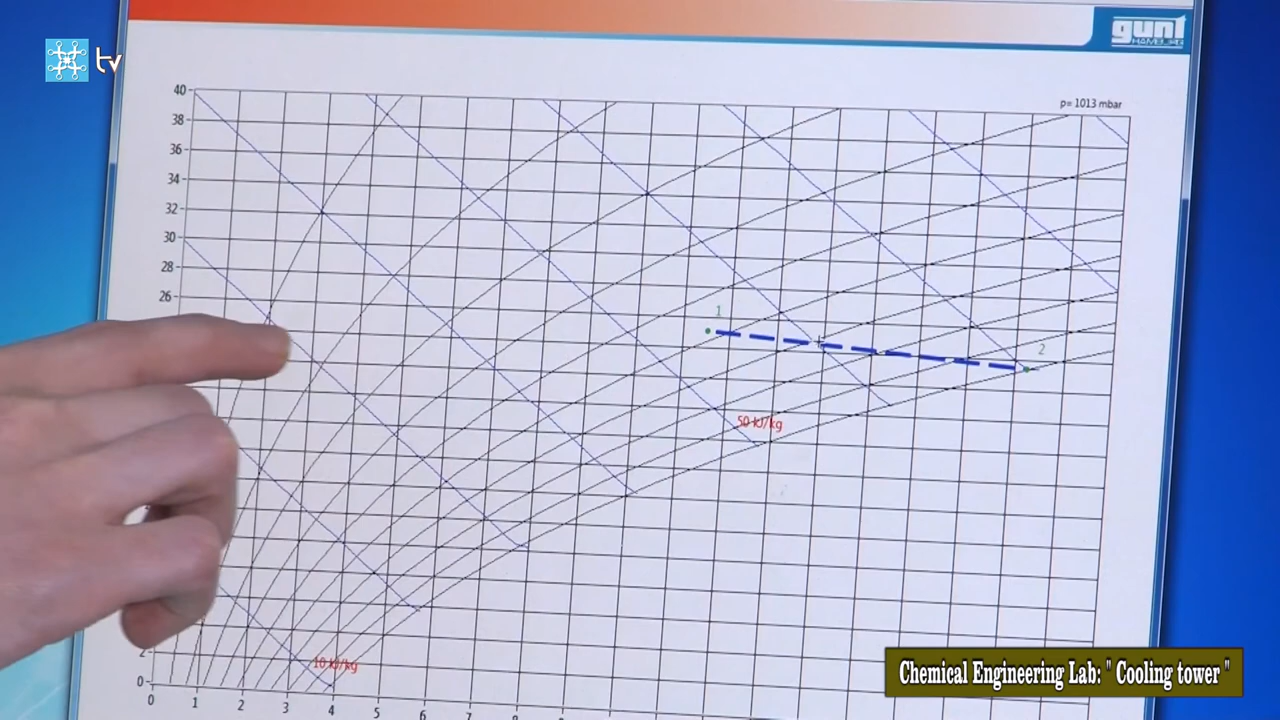 tv
gunt
HAMBURG
p= 1013 mbar
40
38
36
34
32
30
28
26
1
2
50 kJ/kg
10 kJ/kg
2
0
0 1 2 3 4 5 6
Chemical Engineering Lab: " Cooling tower "